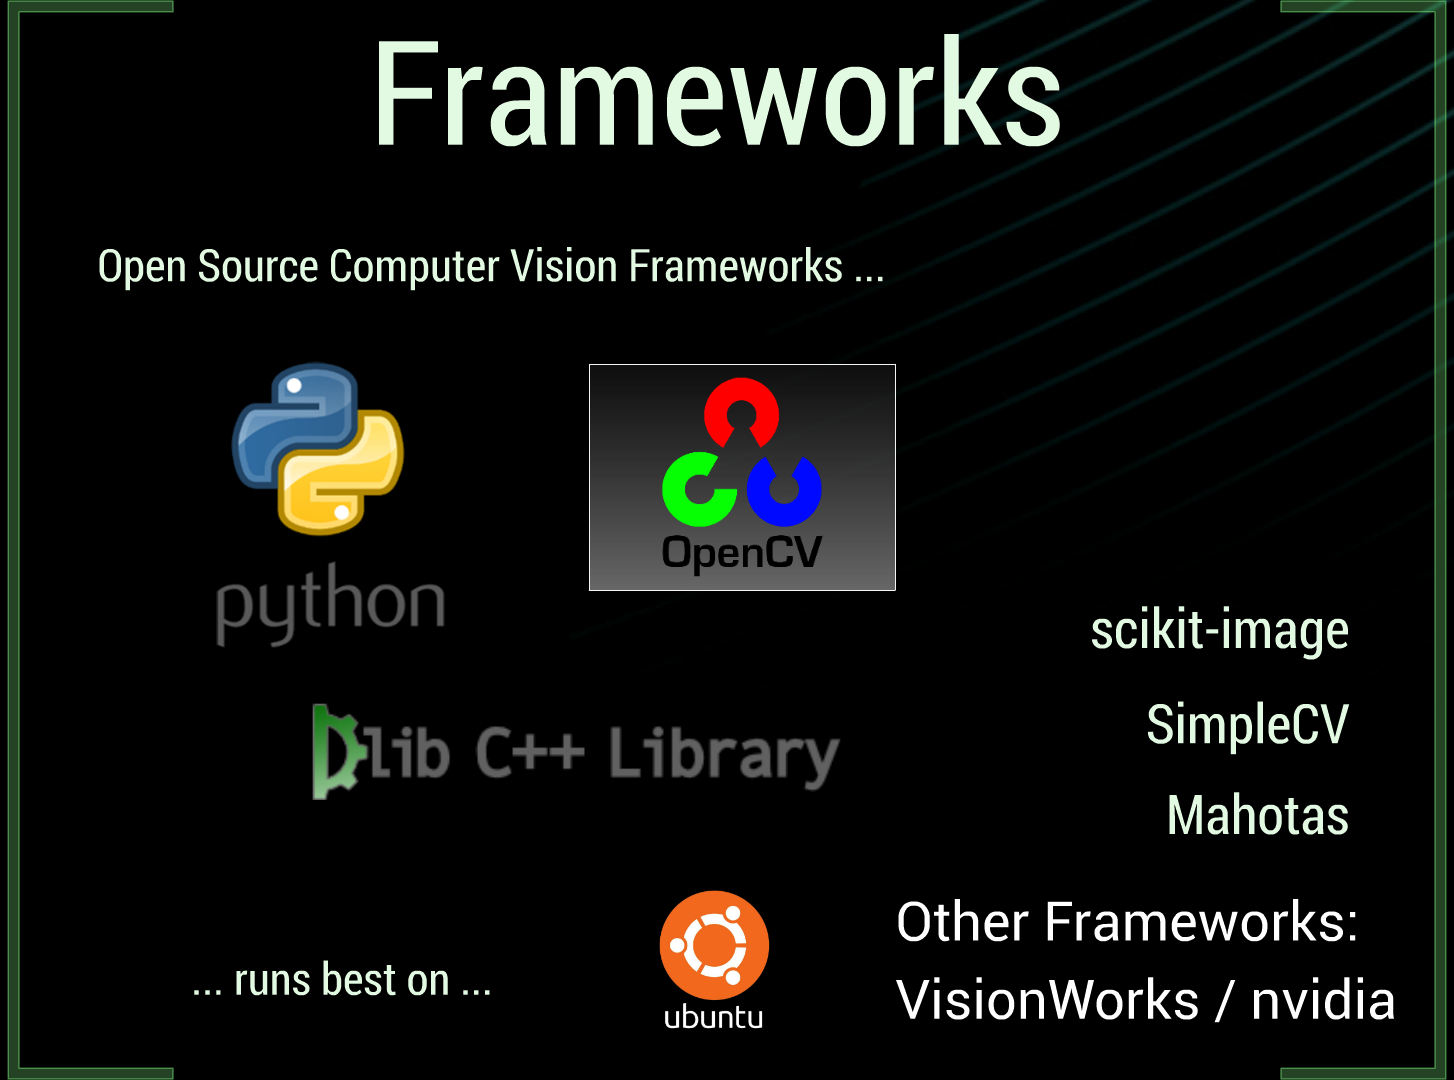 Frameworks
Open Source Computer Vision Frameworks ...
python
OpenCV
scikit-image
SimpleCV
Dlib C++ Library
Mahotas
... runs best on ...
ubuntu
Other Frameworks:
VisionWorks / nvidia